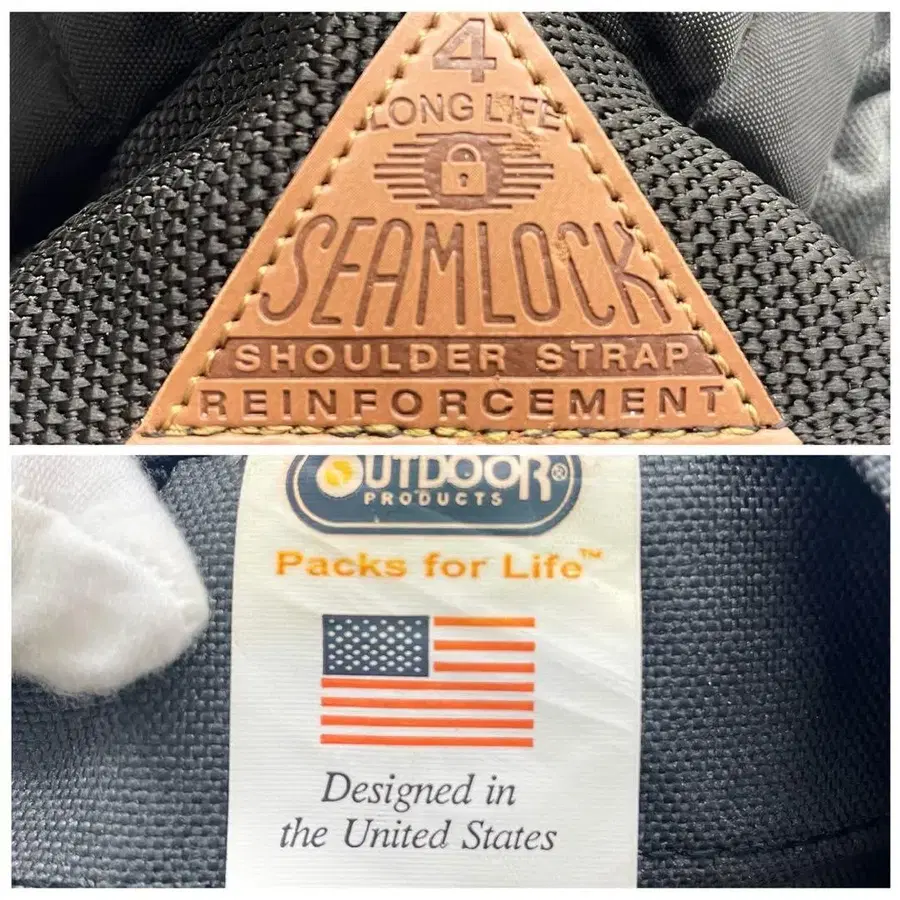 4
LONG LIFE
SEAMLOCK
SHOULDER STRAP
REINFORCEMENT
OUTDOOR®
PRODUCTS
Packs for Life™
Designed in
the United States